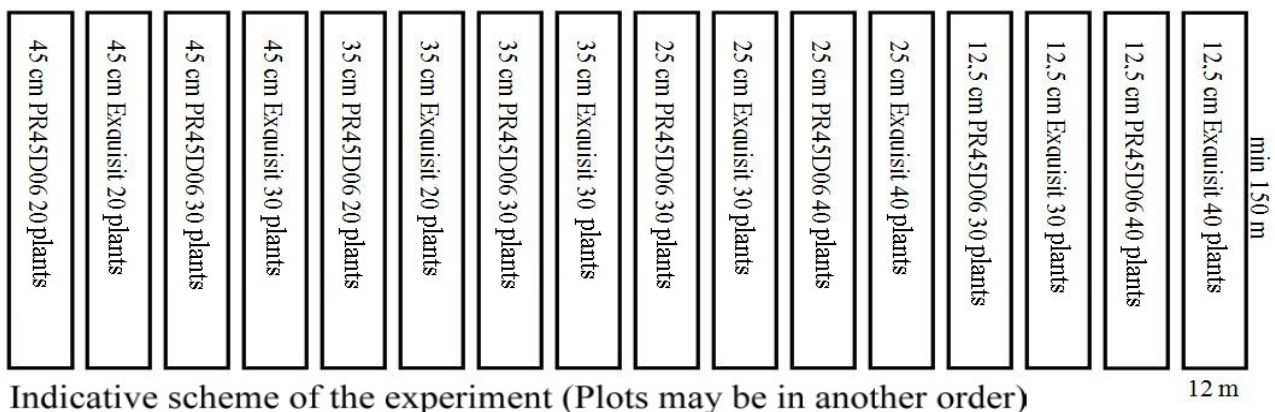 45 cm PR45D06 20 plants
45 cm Exquisit 20 plants
45 cm PR45D06 30 plants
45 cm Exquisit 30 plants
35 cm PR45D06 20 plants
35 cm Exquisit 20 plants
35 cm PR45D06 30 plants
35 cm Exquisit 30 plants
25 cm PR45D06 30 plants
25 cm Exquisit 30 plants
25 cm PR45D06 40 plants
25 cm Exquisit 40 plants
12,5 cm PR45D06 30 plants
12,5 cm Exquisit 30 plants
12,5 cm PR45D06 40 plants
12,5 cm Exquisit 40 plants
min 150 m
12 m
Indicative scheme of the experiment (Plots may be in another order)